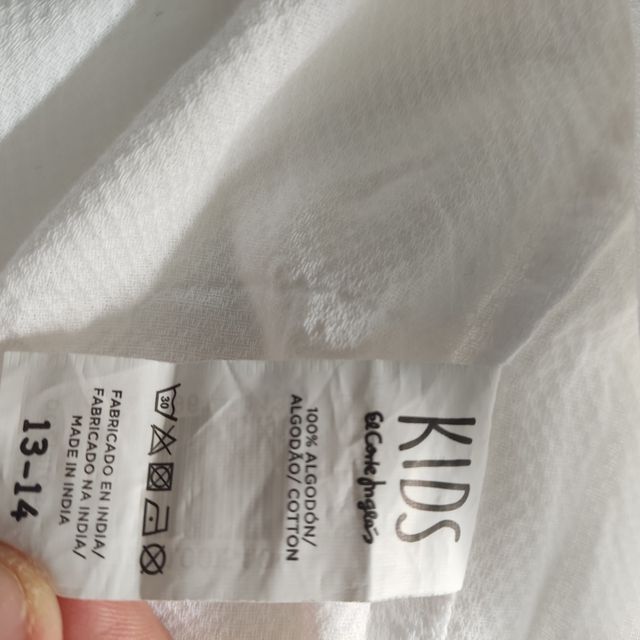 KIDS
El Corte Inglés
100% ALGODÓN/
ALGODÃO/ COTTON
30
FABRICADO EN INDIA/
FABRICADO NA INDIA/
MADE IN INDIA
13-14